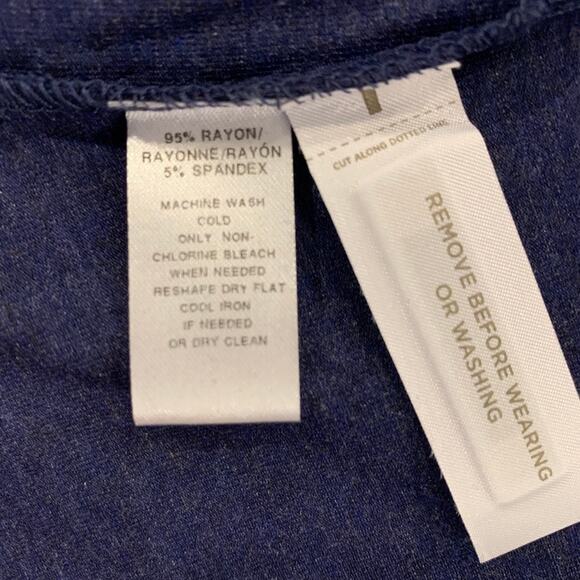 95% RAYON/
RAYONNE/RAYÓN
5% SPANDEX
MACHINE WASH
COLD
ONLY NON-
CHLORINE BLEACH
WHEN NEEDED
RESHAPE DRY FLAT
COOL IRON
IF NEEDED
OR DRY CLEAN
CUT ALONG DOTTED LINE
REMOVE BEFORE WEARING
OR WASHING